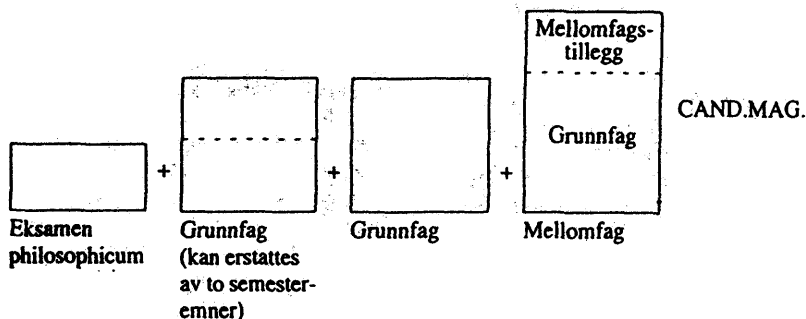 Mellomfags-
tillegg
CAND.MAG.
Grunnfag
+
+
+
Eksamen
philosophicum
Grunnfag
(kan erstattes
av to semester-
emner)
Grunnfag
Mellomfag